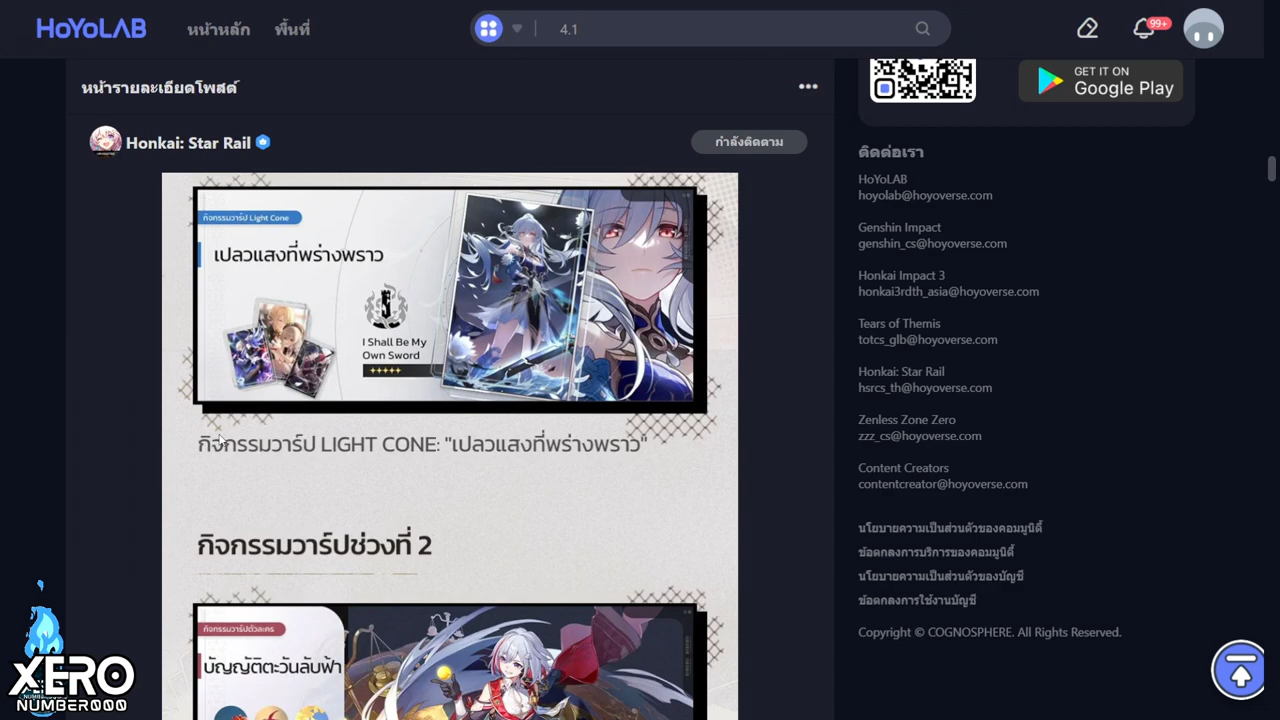 HoYoLAB
หน้าหลัก
พื้นที่
4.1
99+
หน้ารายละเอียดโพสต์
Honkai: Star Rail
กำลังติดตาม
กิจกรรมวาร์ป Light Cone
เปลวแสงที่พร่างพราว
I Shall Be My
Own Sword
กิจกรรมวาร์ป LIGHT CONE: "เปลวแสงที่พร่างพราว"
กิจกรรมวาร์ปช่วงที่ 2
กิจกรรมวาร์ปตัวละคร
บัญญัติตะวันลับฟ้า
GET IT ON
Google Play
ติดต่อเรา
HoYoLAB
hoyolab@hoyoverse.com
Genshin Impact
genshin_cs@hoyoverse.com
Honkai Impact 3
honkai3rdth_asia@hoyoverse.com
Tears of Themis
totcs_glb@hoyoverse.com
Honkai: Star Rail
hsrcs_th@hoyoverse.com
Zenless Zone Zero
zzz_cs@hoyoverse.com
Content Creators
contentcreator@hoyoverse.com
นโยบายความเป็นส่วนตัวของคอมมูนิตี้
ข้อตกลงการบริการของคอมมูนิตี้
นโยบายความเป็นส่วนตัวของบัญชี
ข้อตกลงการใช้งานบัญชี
Copyright © COGNOSPHERE. All Rights Reserved.
XERO
NUMBER000